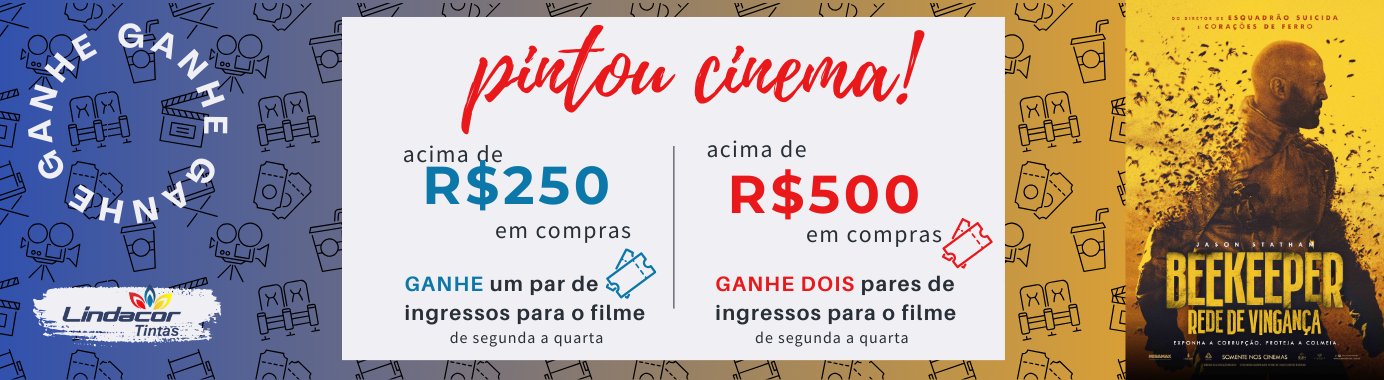 GANHE GANHE GANHE GANHE
Lindacor
Tintas
pintou cinema!
acima de
R$250
em compras
GANHE um par de
ingressos para o filme
de segunda a quarta
acima de
R$500
em compras
GANHE DOIS pares de
ingressos para o filme
de segunda a quarta
DO DIRETOR DE ESQUADRÃO SUICIDA
E CORAÇÕES DE FERRO
JASON STATHAM
BEEKEEPER
REDE DE VINGANÇA
EXPONHA A CORRUPÇÃO, PROTEJA A COLMEIA.
MIRAMAX
SOMENTE NOS CINEMAS